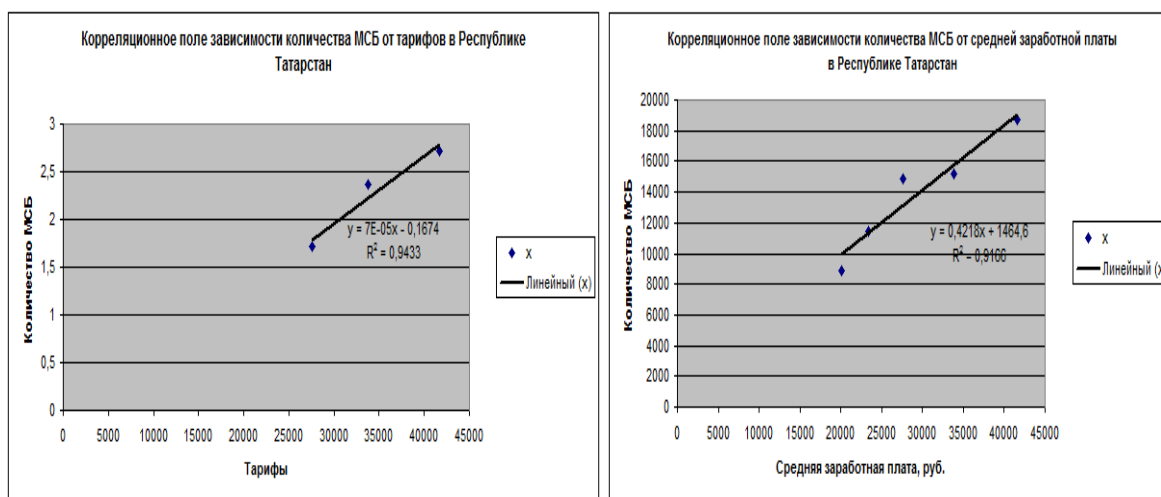 Корреляционное поле зависимости количества МСБ от тарифов в Республике
Татарстан
Количество МСБ
3
2,5
2
1,5
1
0,5
0
y = 7E-05x - 0,1674
R² = 0,9433
0 5000 10000 15000 20000 25000 30000 35000 40000 45000
Тарифы
x
Линейный (x)
Корреляционное поле зависимости количества МСБ от средней заработной платы
в Республике Татарстан
Количество МСБ
20000
18000
16000
14000
12000
10000
8000
6000
4000
2000
0
y = 0,4218x + 1464,6
R² = 0,9166
0 5000 10000 15000 20000 25000 30000 35000 40000 45000
Средняя заработная плата, руб.
x
Линейный (x